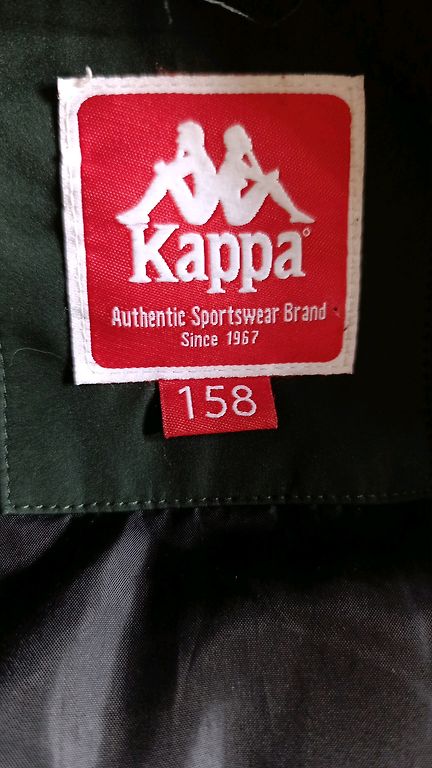 Kappa®
Authentic Sportswear Brand
Since 1967
158